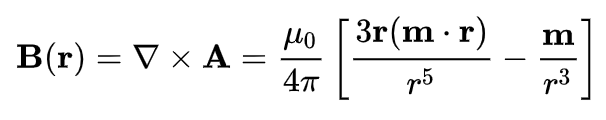 B(r) = ∇ × A = μ₀/4π [3r(m · r)/r⁵ − m/r³]